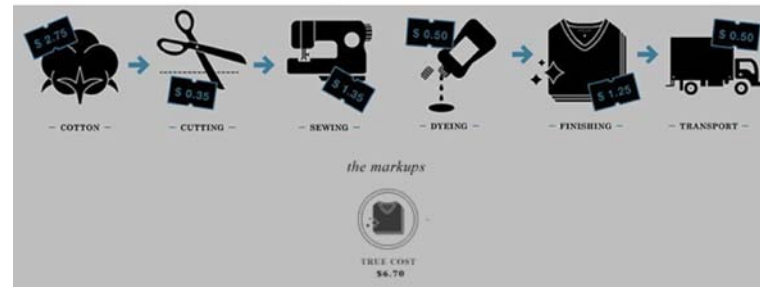 $ 2.75
$ 0.35
$ 1.35
$ 0.50
$ 1.25
$ 0.50
– COTTON –
– CUTTING –
– SEWING –
– DYEING –
– FINISHING –
– TRANSPORT –
the markups
TRUE COST
$6.70